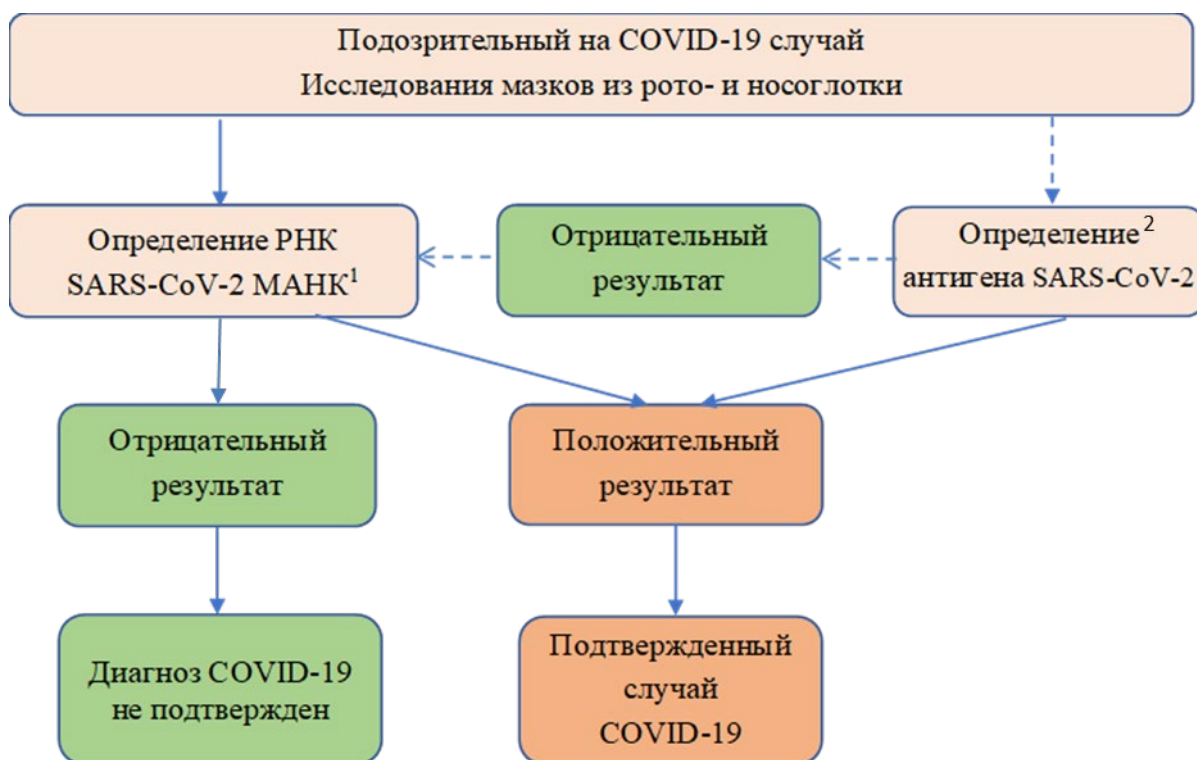 Подозрительный на COVID-19 случай
Исследования мазков из рото- и носоглотки
Определение РНК
SARS-CoV-2 МАНК¹
Отрицательный
результат
Определение²
антигена SARS-CoV-2
Отрицательный
результат
Положительный
результат
Диагноз COVID-19
не подтвержден
Подтвержденный
случай
COVID-19